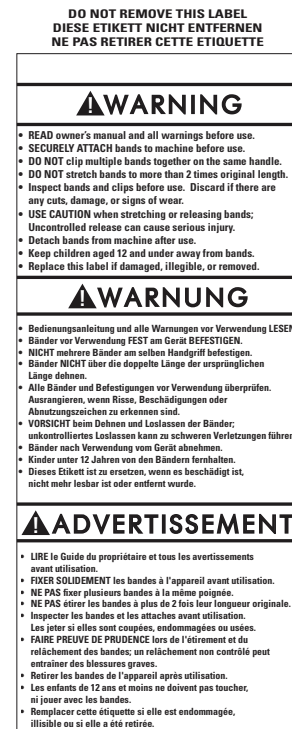 DO NOT REMOVE THIS LABEL
DIESE ETIKETT NICHT ENTFERNEN
NE PAS RETIRER CETTE ETIQUETTE
WARNING
• READ owner's manual and all warnings before use.
• SECURELY ATTACH bands to machine before use.
• DO NOT clip multiple bands together on the same handle.
• DO NOT stretch bands to more than 2 times original length.
• Inspect bands and clips before use. Discard if there are
any cuts, damage, or signs of wear.
• USE CAUTION when stretching or releasing bands;
Uncontrolled release can cause serious injury.
• Detach bands from machine after use.
• Keep children aged 12 and under away from bands.
• Replace this label if damaged, illegible, or removed.
WARNUNG
• Bedienungsanleitung und alle Warnungen vor Verwendung LESEN
• Bänder vor Verwendung FEST am Gerät BEFESTIGEN.
• NICHT mehrere Bänder am selben Handgriff befestigen.
• Bänder NICHT über die doppelte Länge der ursprünglichen
Länge dehnen.
• Alle Bänder und Befestigungen vor Verwendung überprüfen.
Ausrangieren, wenn Risse, Beschädigungen oder
Abnutzungszeichen zu erkennen sind.
• VORSICHT beim Dehnen und Loslassen der Bänder;
unkontrolliertes Loslassen kann zu schweren Verletzungen führen
• Bänder nach Verwendung vom Gerät abnehmen.
• Kinder unter 12 Jahren von den Bändern fernhalten.
• Dieses Etikett ist zu ersetzen, wenn es beschädigt ist,
nicht mehr lesbar ist oder entfernt wurde.
ADVERTISSEMENT
• LIRE le Guide du propriétaire et tous les avertissements
avant utilisation.
• FIXER SOLIDEMENT les bandes à l'appareil avant utilisation.
• NE PAS fixer plusieurs bandes à la même poignée.
• NE PAS étirer les bandes à plus de 2 fois leur longueur originale.
• Inspecter les bandes et les attaches avant utilisation.
Les jeter si elles sont coupées, endommagées ou usées.
• FAIRE PREUVE DE PRUDENCE lors de l'étirement et du
relâchement des bandes; un relâchement non contrôlé peut
entraîner des blessures graves.
• Retirer les bandes de l'appareil après utilisation.
• Les enfants de 12 ans et moins ne doivent pas toucher,
ni jouer avec les bandes.
• Remplacer cette étiquette si elle est endommagée,
illisible ou si elle a été retirée.